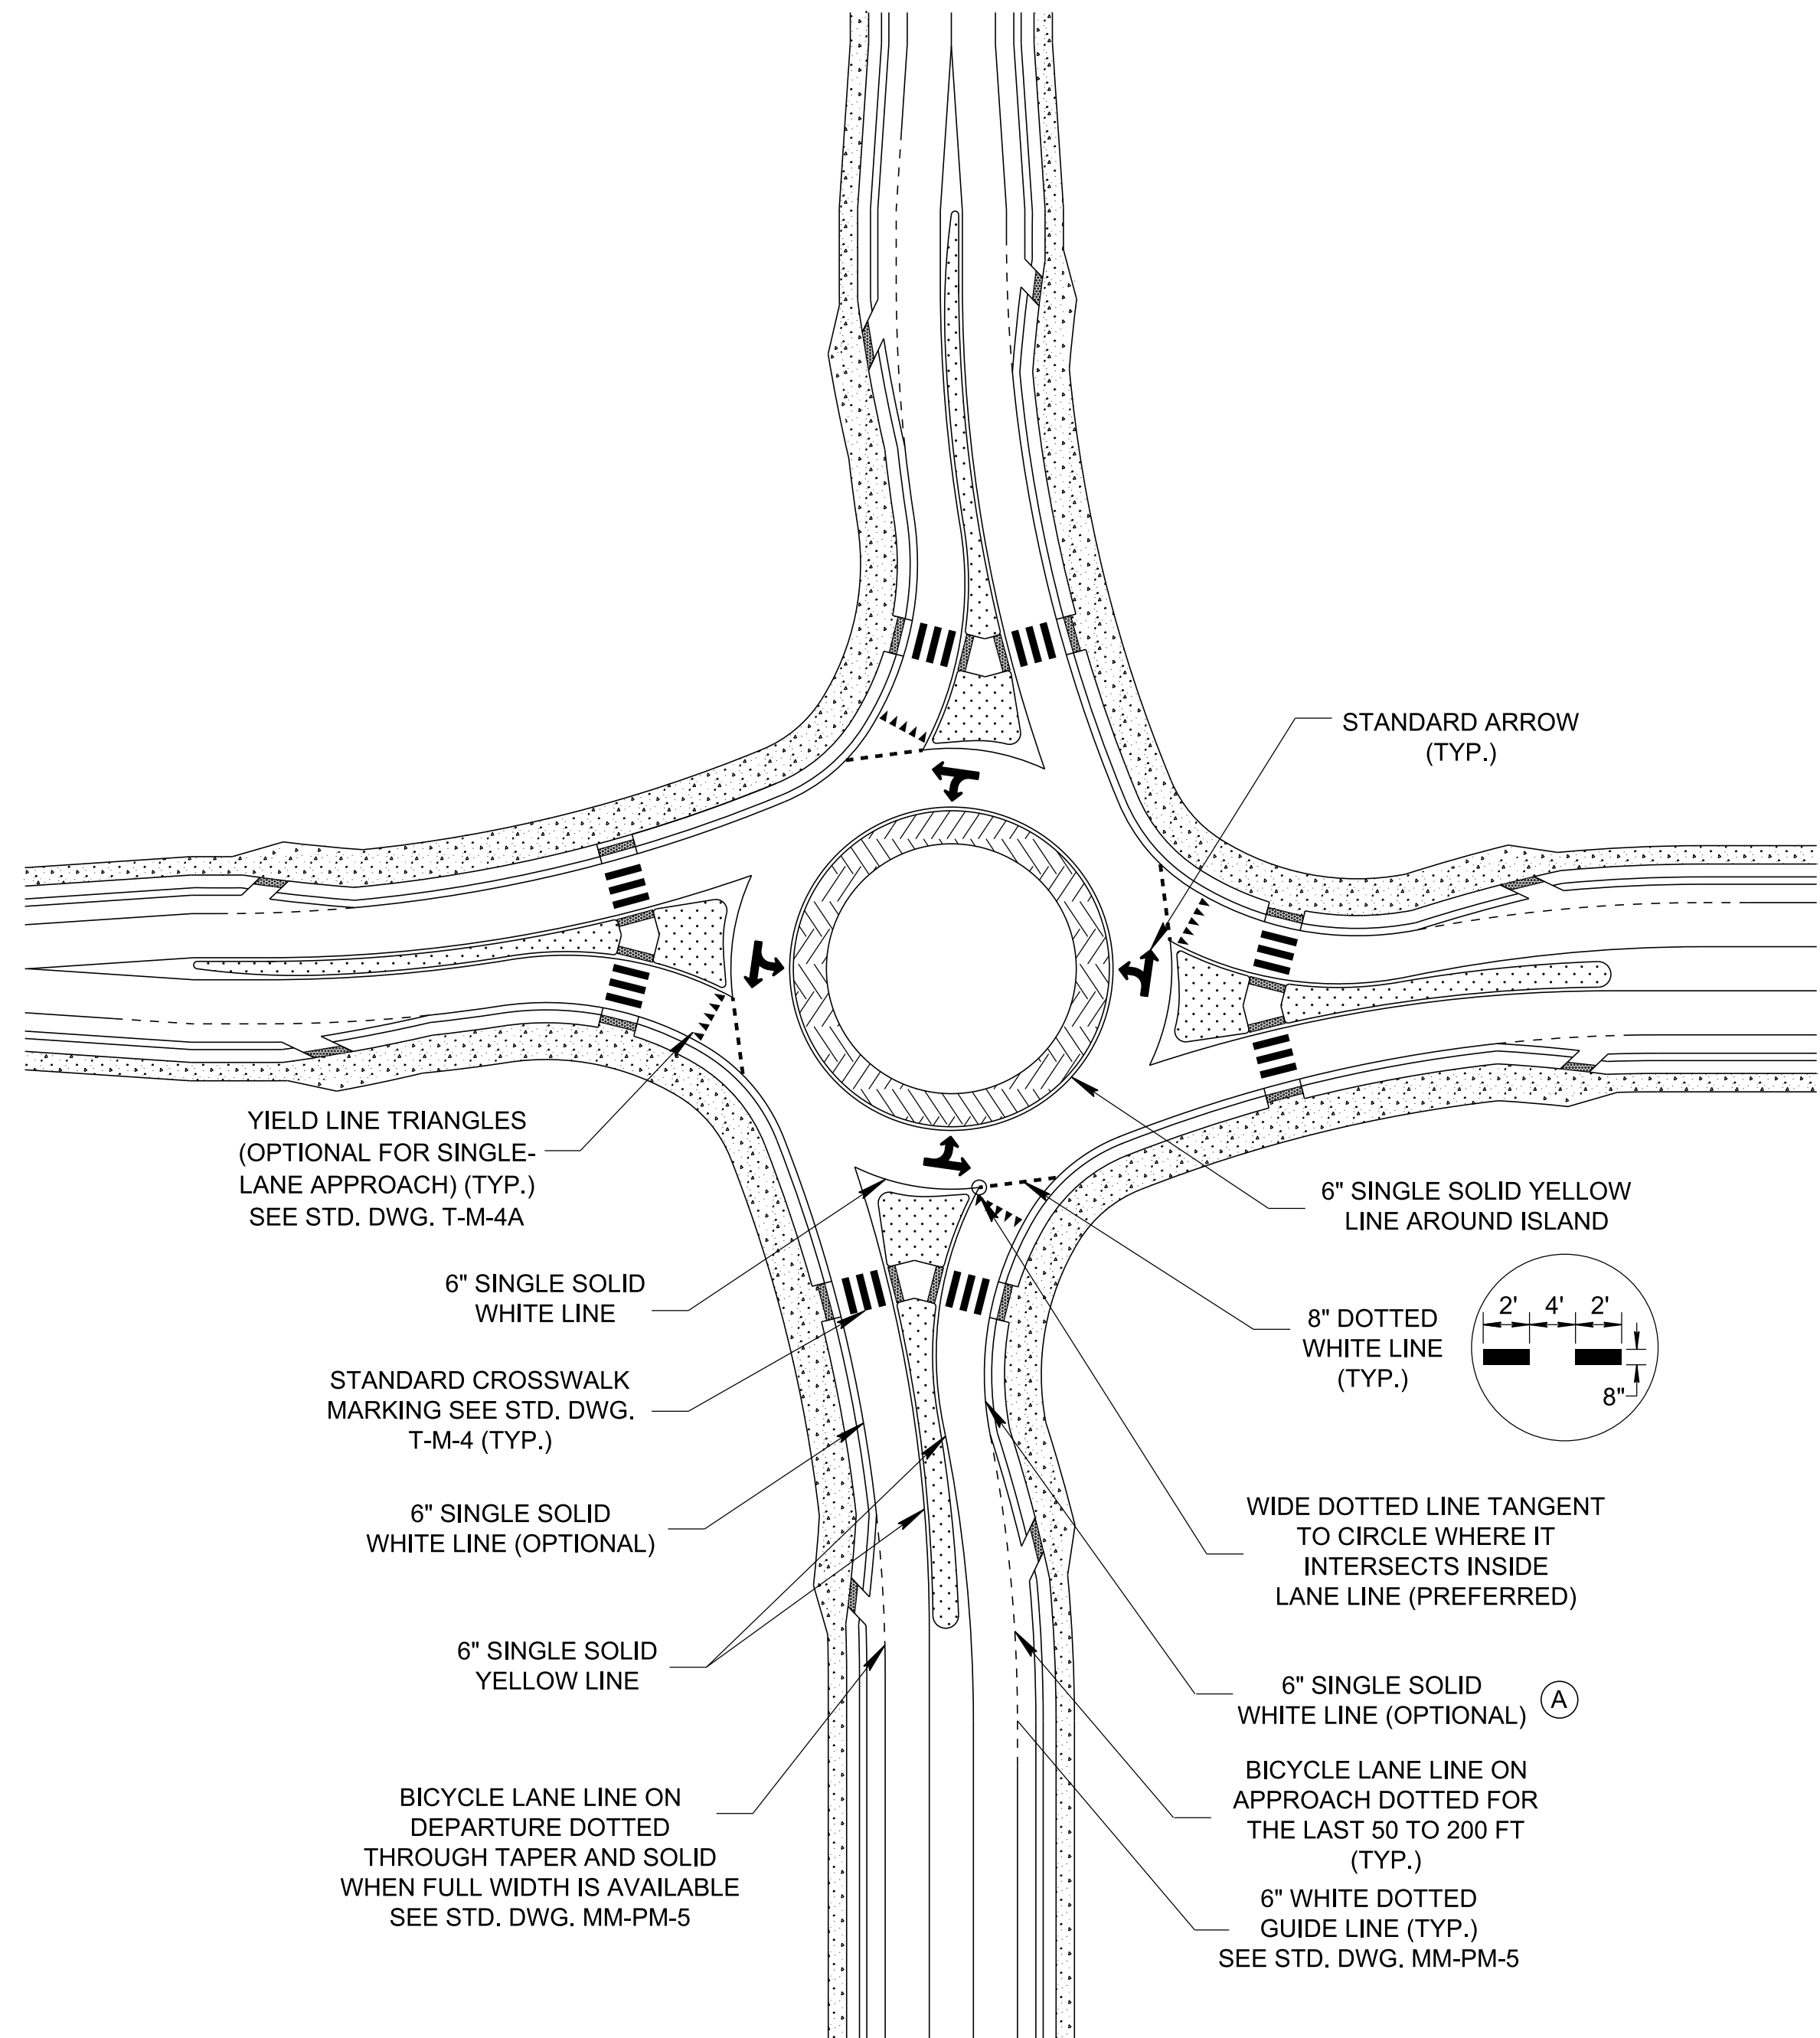 STANDARD ARROW
(TYP.)
YIELD LINE TRIANGLES
(OPTIONAL FOR SINGLE-
LANE APPROACH) (TYP.)
SEE STD. DWG. T-M-4A
6" SINGLE SOLID YELLOW
LINE AROUND ISLAND
6" SINGLE SOLID
WHITE LINE
8" DOTTED
WHITE LINE
(TYP.)
2' 4' 2'
8"
STANDARD CROSSWALK
MARKING SEE STD. DWG.
T-M-4 (TYP.)
6" SINGLE SOLID
WHITE LINE (OPTIONAL)
WIDE DOTTED LINE TANGENT
TO CIRCLE WHERE IT
INTERSECTS INSIDE
LANE LINE (PREFERRED)
6" SINGLE SOLID
YELLOW LINE
6" SINGLE SOLID
WHITE LINE (OPTIONAL) A
BICYCLE LANE LINE ON
DEPARTURE DOTTED
THROUGH TAPER AND SOLID
WHEN FULL WIDTH IS AVAILABLE
SEE STD. DWG. MM-PM-5
BICYCLE LANE LINE ON
APPROACH DOTTED FOR
THE LAST 50 TO 200 FT
(TYP.)
6" WHITE DOTTED
GUIDE LINE (TYP.)
SEE STD. DWG. MM-PM-5